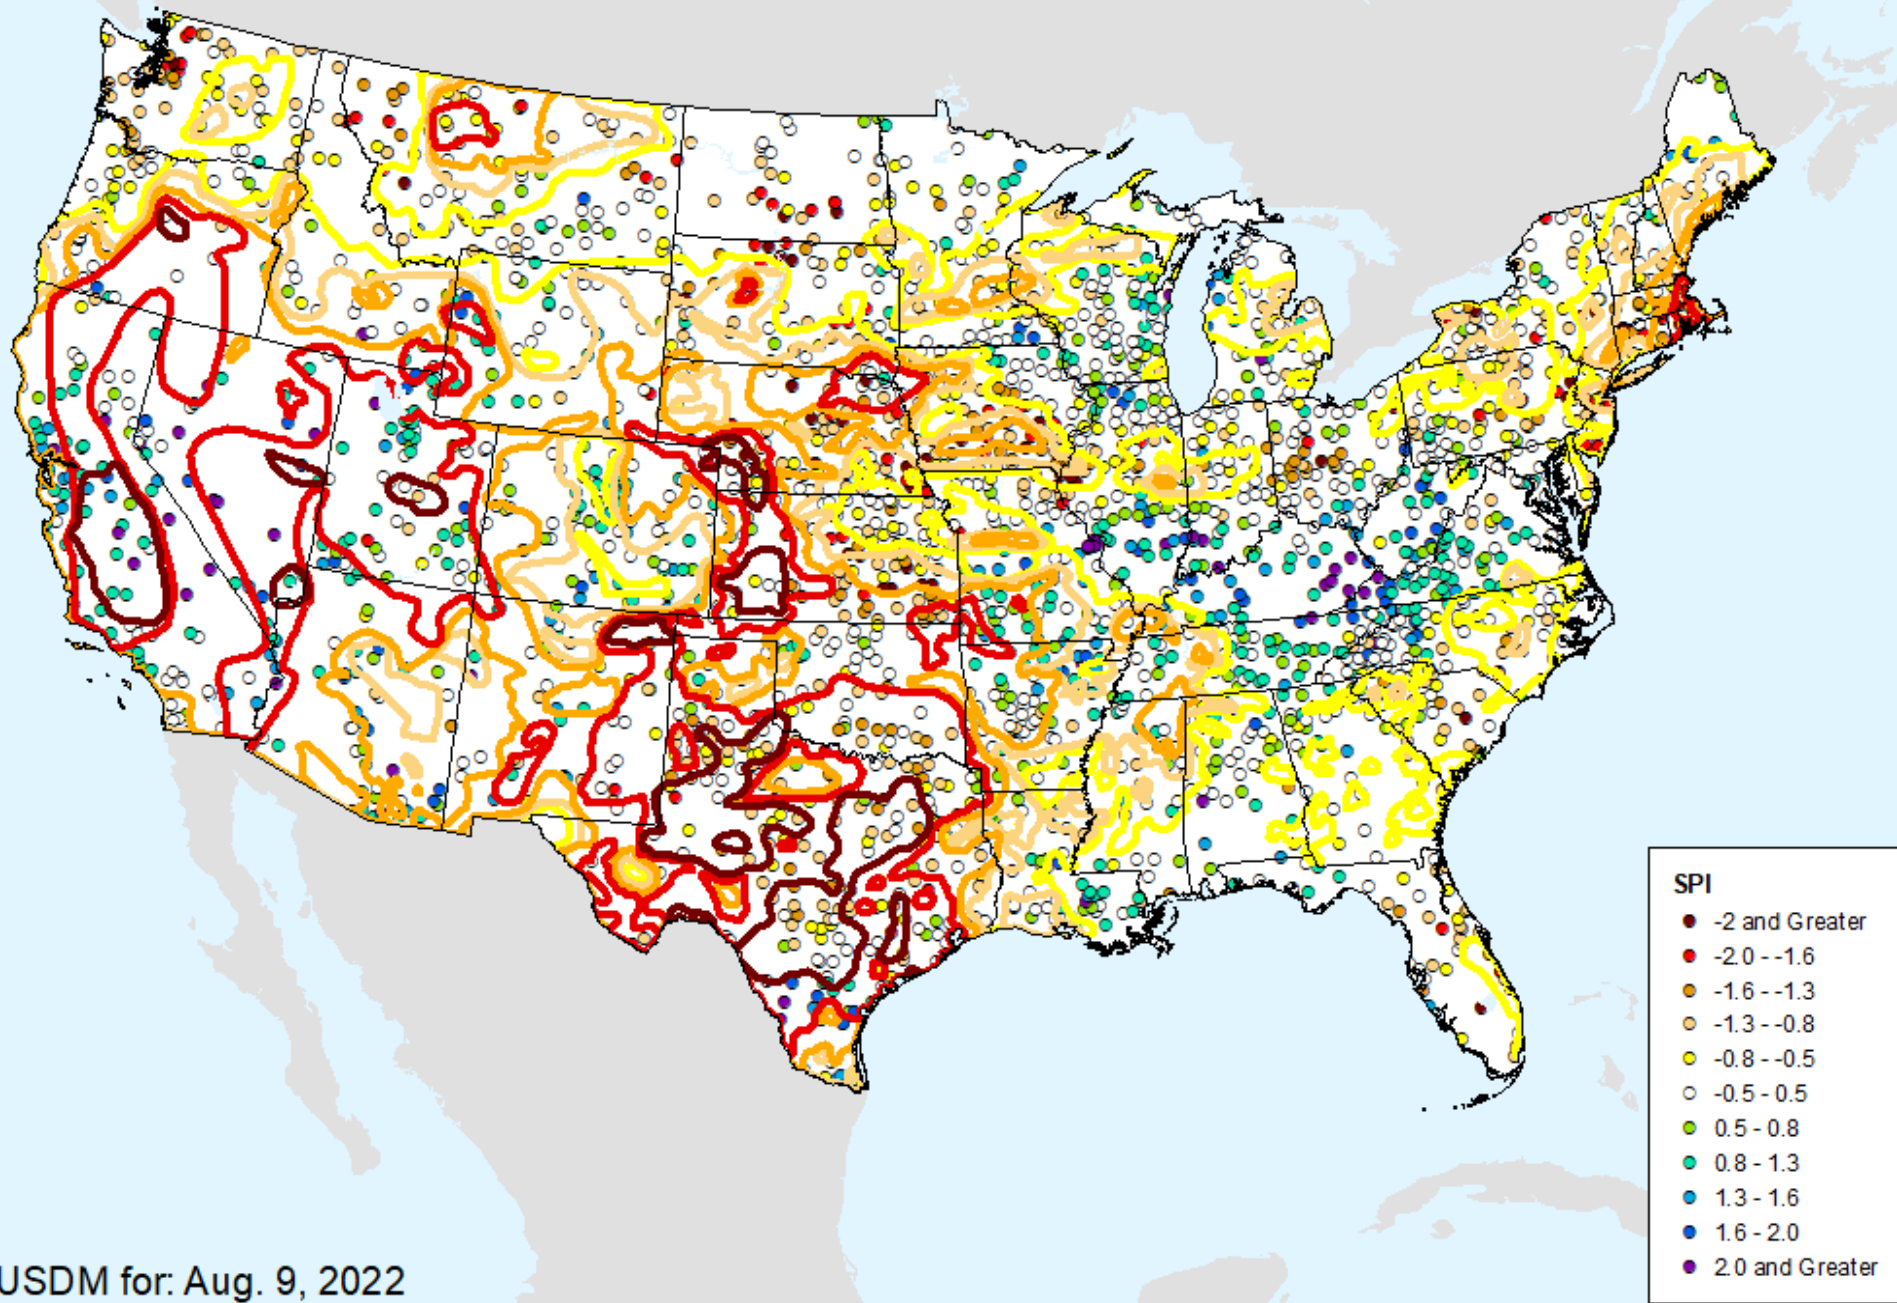 SPI
-2 and Greater
-2.0 - -1.6
-1.6 - -1.3
-1.3 - -0.8
-0.8 - -0.5
-0.5 - 0.5
0.5 - 0.8
0.8 - 1.3
1.3 - 1.6
1.6 - 2.0
2.0 and Greater
USDM for: Aug. 9, 2022